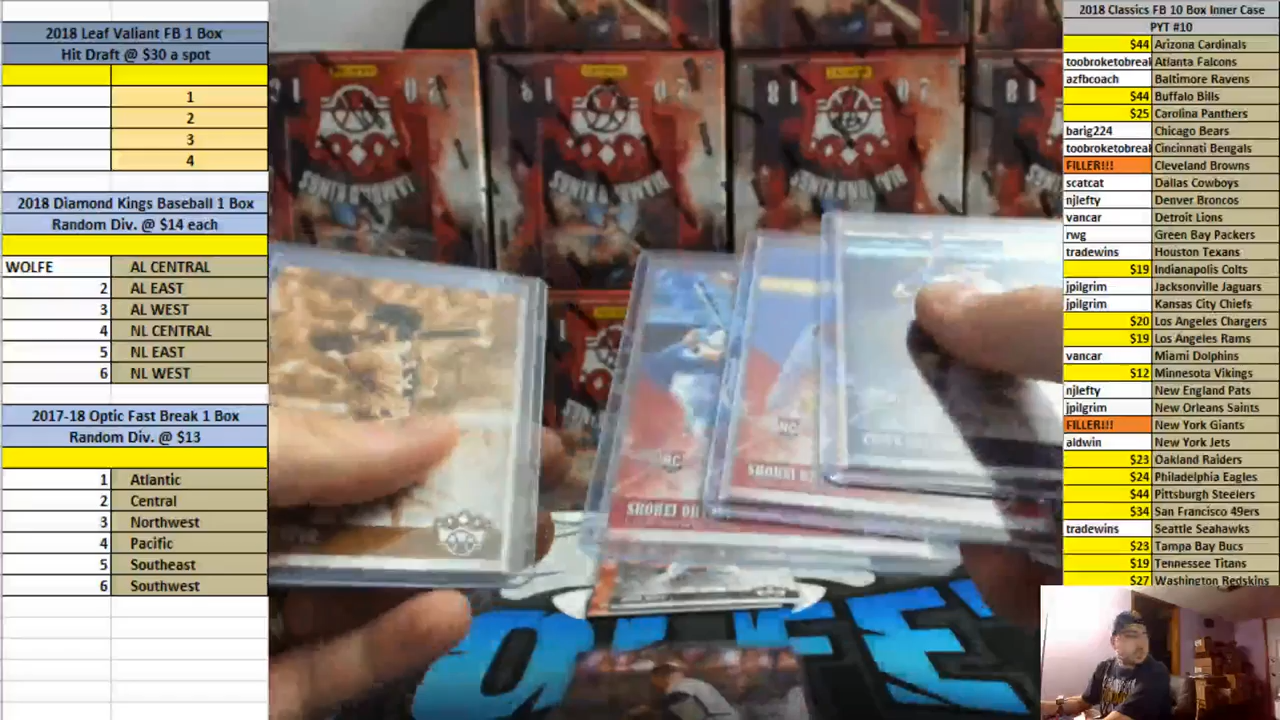 2018 Leaf Valiant FB 1 Box
Hit Draft @ $30 a spot
1
2
3
4
2018 Diamond Kings Baseball 1 Box
Random Div. @ $14 each
WOLFE AL CENTRAL
2 AL EAST
3 AL WEST
4 NL CENTRAL
5 NL EAST
6 NL WEST
2017-18 Optic Fast Break 1 Box
Random Div. @ $13
1 Atlantic
2 Central
3 Northwest
4 Pacific
5 Southeast
6 Southwest
RC
SHOHEI
RC
SHOHEI
2018 Classics FB 10 Box Inner Case
PYT #10
$44 Arizona Cardinals
toobroketobreak Atlanta Falcons
azfbcoach Baltimore Ravens
$44 Buffalo Bills
$25 Carolina Panthers
barig224 Chicago Bears
toobroketobreak Cincinnati Bengals
FILLER!!! Cleveland Browns
scatcat Dallas Cowboys
njlefty Denver Broncos
vancar Detroit Lions
rwg Green Bay Packers
tradewins Houston Texans
$19 Indianapolis Colts
jpilgrim Jacksonville Jaguars
jpilgrim Kansas City Chiefs
$20 Los Angeles Chargers
$19 Los Angeles Rams
vancar Miami Dolphins
$12 Minnesota Vikings
njlefty New England Pats
jpilgrim New Orleans Saints
FILLER!!! New York Giants
aldwin New York Jets
$23 Oakland Raiders
$24 Philadelphia Eagles
$44 Pittsburgh Steelers
$34 San Francisco 49ers
tradewins Seattle Seahawks
$23 Tampa Bay Bucs
$19 Tennessee Titans
$27 Washington Redskins